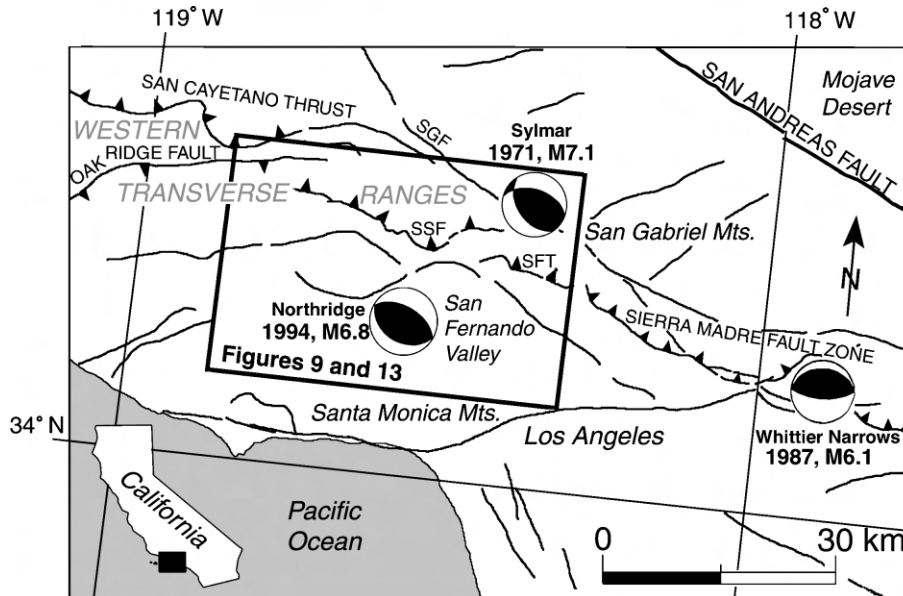 119° W
118° W
SAN CAYETANO THRUST
SAN ANDREAS FAULT
Mojave
Desert
WESTERN
SGF
Sylmar
1971, M7.1
OAK RIDGE FAULT
TRANSVERSE RANGES
SSF
San Gabriel Mts.
SFT
N
Northridge
1994, M6.8
San
Fernando
Valley
SIERRA MADRE FAULT ZONE
Figures 9 and 13
Santa Monica Mts.
34° N
Los Angeles
Whittier Narrows
1987, M6.1
California
Pacific
Ocean
0 30 km